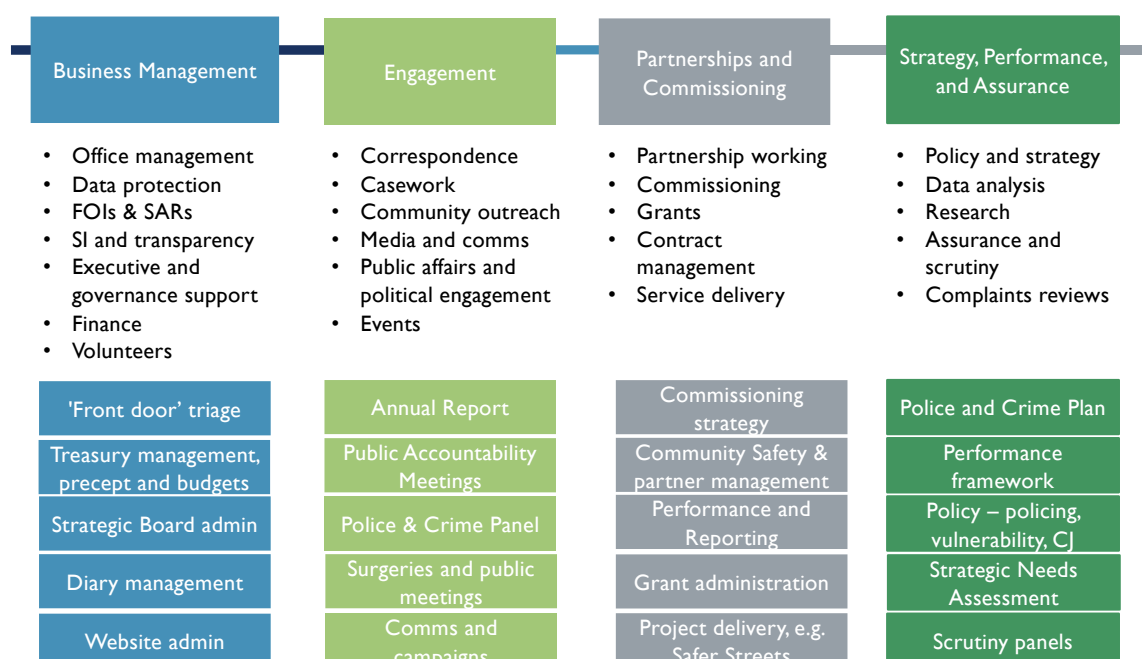 Business Management
Engagement
Partnerships and
Commissioning
Strategy, Performance,
and Assurance
• Office management
• Data protection
• FOIs & SARs
• SI and transparency
• Executive and
governance support
• Finance
• Volunteers
• Correspondence
• Casework
• Community outreach
• Media and comms
• Public affairs and
political engagement
• Events
• Partnership working
• Commissioning
• Grants
• Contract
management
• Service delivery
• Policy and strategy
• Data analysis
• Research
• Assurance and
scrutiny
• Complaints reviews
'Front door’ triage
Treasury management,
precept and budgets
Strategic Board admin
Diary management
Website admin
Annual Report
Public Accountability
Meetings
Police & Crime Panel
Surgeries and public
meetings
Comms and
campaigns
Commissioning
strategy
Community Safety &
partner management
Performance and
Reporting
Grant administration
Project delivery, e.g.
Safer Streets
Police and Crime Plan
Performance
framework
Policy – policing,
vulnerability, CJ
Strategic Needs
Assessment
Scrutiny panels